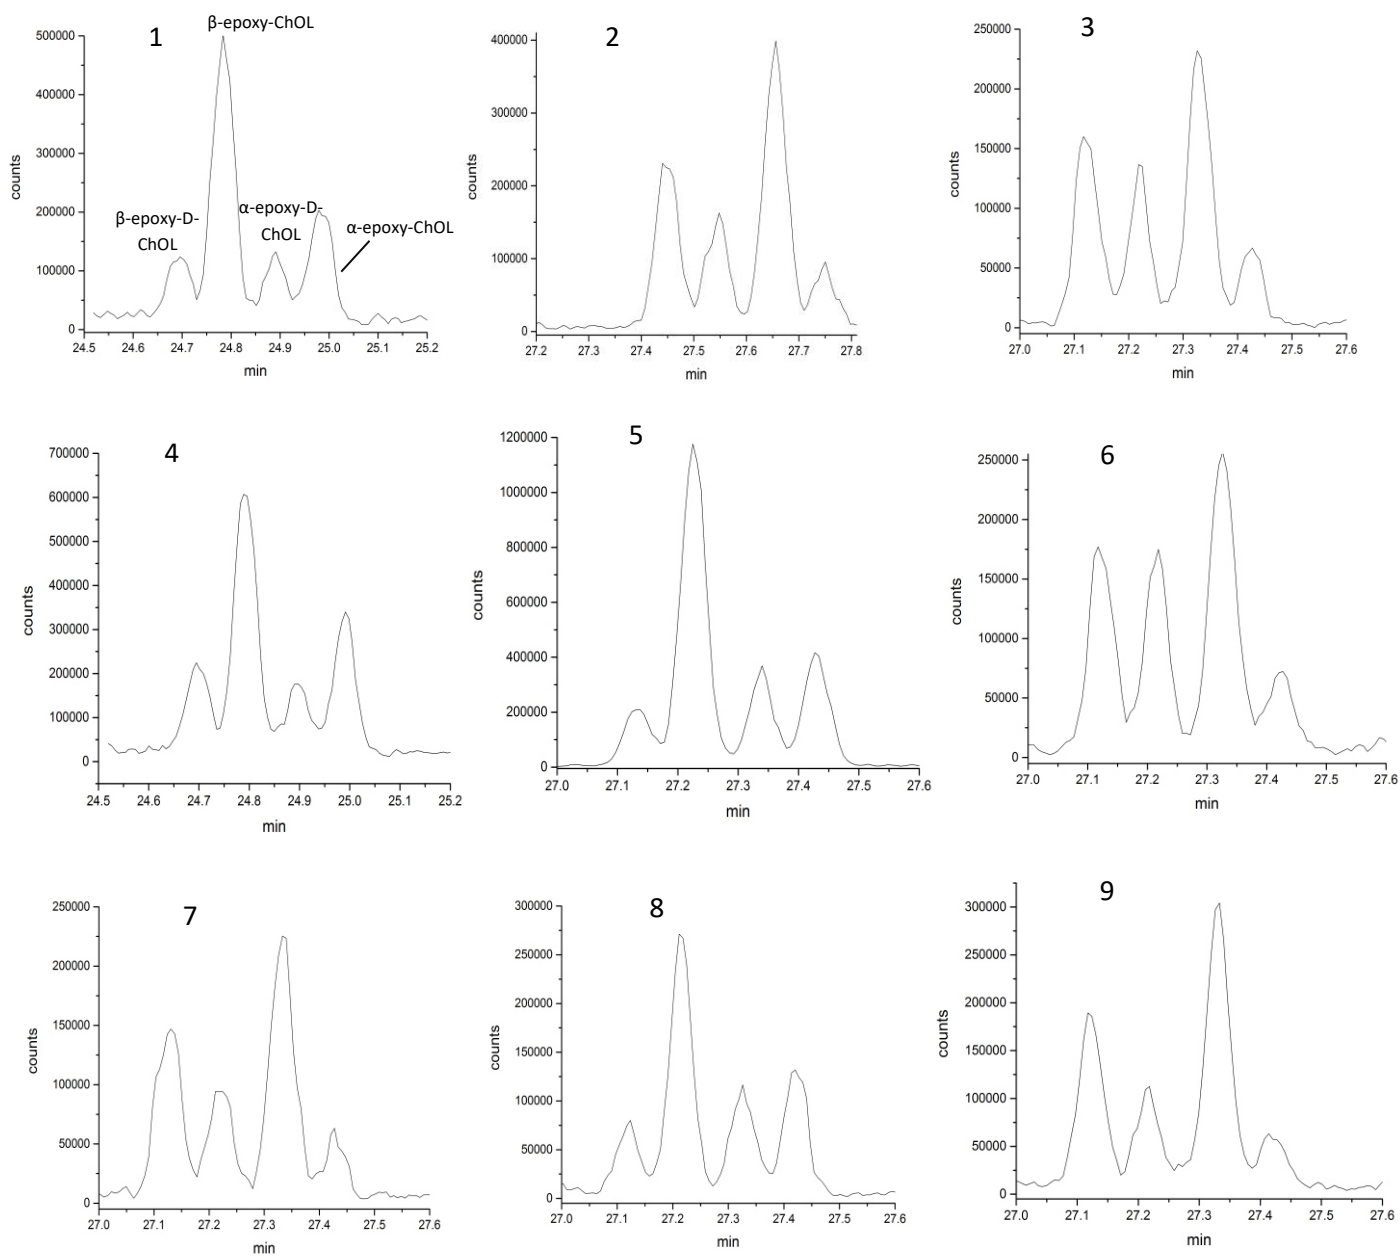 1
β-epoxy-ChOL
β-epoxy-D-
ChOL
α-epoxy-D-
ChOL
α-epoxy-ChOL
500000
400000
300000
200000
100000
0
counts
24.5 24.6 24.7 24.8 24.9 25.0 25.1 25.2
min
2
400000
300000
200000
100000
0
counts
27.2 27.3 27.4 27.5 27.6 27.7 27.8
min
3
250000
200000
150000
100000
50000
0
counts
27.0 27.1 27.2 27.3 27.4 27.5 27.6
min
4
700000
600000
500000
400000
300000
200000
100000
0
counts
24.5 24.6 24.7 24.8 24.9 25.0 25.1 25.2
min
5
1200000
1000000
800000
600000
400000
200000
0
counts
27.0 27.1 27.2 27.3 27.4 27.5 27.6
min
6
250000
200000
150000
100000
50000
0
counts
27.0 27.1 27.2 27.3 27.4 27.5 27.6
min
7
250000
200000
150000
100000
50000
0
counts
27.0 27.1 27.2 27.3 27.4 27.5 27.6
min
8
300000
250000
200000
150000
100000
50000
0
counts
27.0 27.1 27.2 27.3 27.4 27.5 27.6
min
9
300000
250000
200000
150000
100000
50000
0
counts
27.0 27.1 27.2 27.3 27.4 27.5 27.6
min